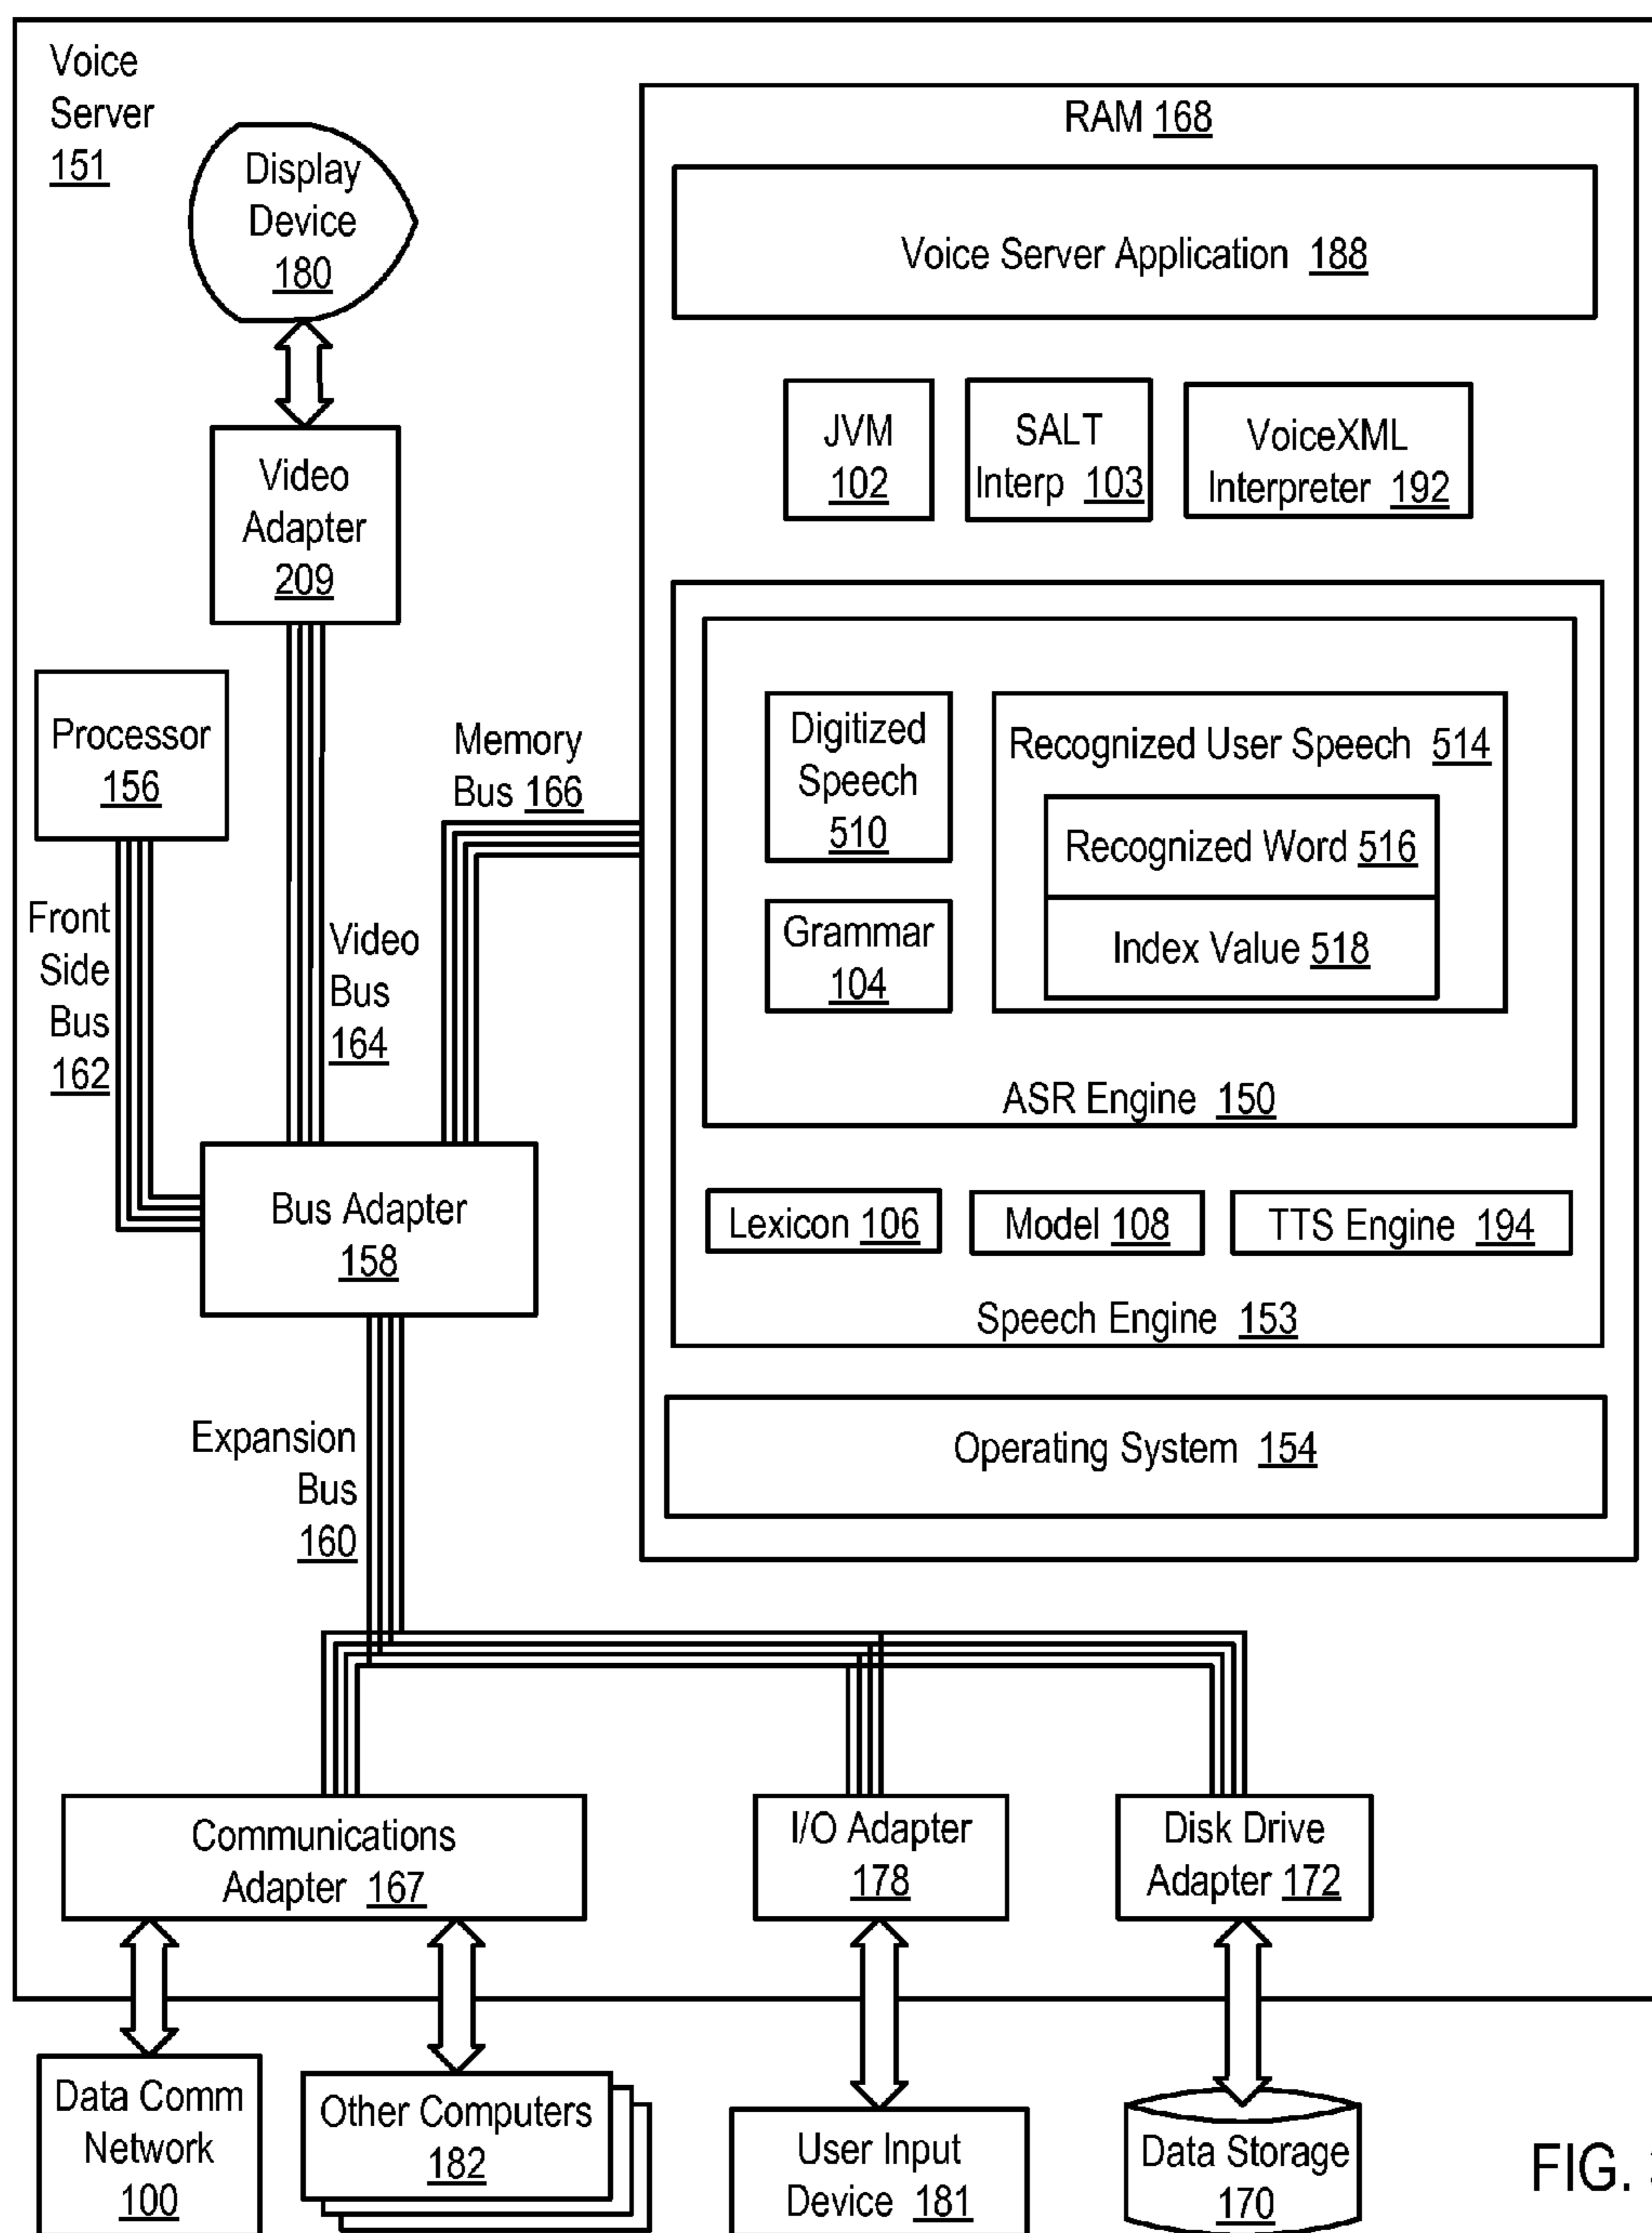 Voice
Server
151
Display
Device
180
Video
Adapter
209
Processor
156
Memory
Bus 166
Front
Side
Bus
162
Video
Bus
164
Bus Adapter
158
Expansion
Bus
160
RAM 168
Voice Server Application 188
JVM
102
SALT
Interp 103
VoiceXML
Interpreter 192
Digitized
Speech
510
Grammar
104
Recognized User Speech 514
Recognized Word 516
Index Value 518
ASR Engine 150
Lexicon 106
Model 108
TTS Engine 194
Speech Engine 153
Operating System 154
Communications
Adapter 167
I/O Adapter
178
Disk Drive
Adapter 172
Data Comm
Network
100
Other Computers
182
User Input
Device 181
Data Storage
170
FIG.